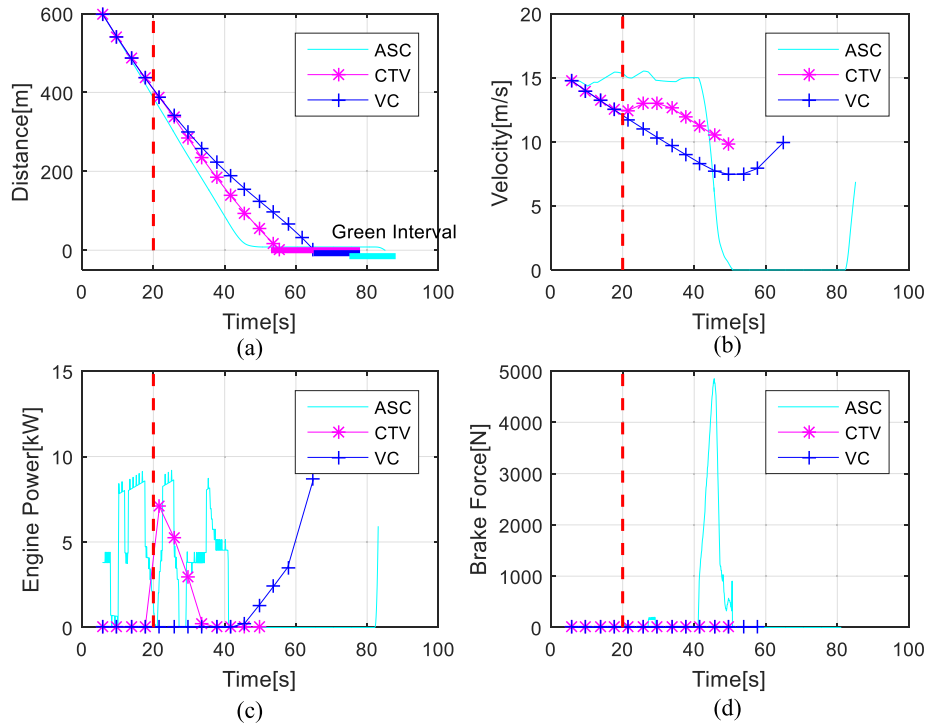 600
400
200
0
Distance[m]
ASC
CTV
VC
Green Interval
0
20
40
60
80
100
Time[s]
(a)
20
15
10
5
0
Velocity[m/s]
ASC
CTV
VC
0
20
40
60
80
100
Time[s]
(b)
15
10
5
0
Engine Power[kW]
ASC
CTV
VC
0
20
40
60
80
100
Time[s]
(c)
5000
4000
3000
2000
1000
0
Brake Force[N]
ASC
CTV
VC
0
20
40
60
80
100
Time[s]
(d)